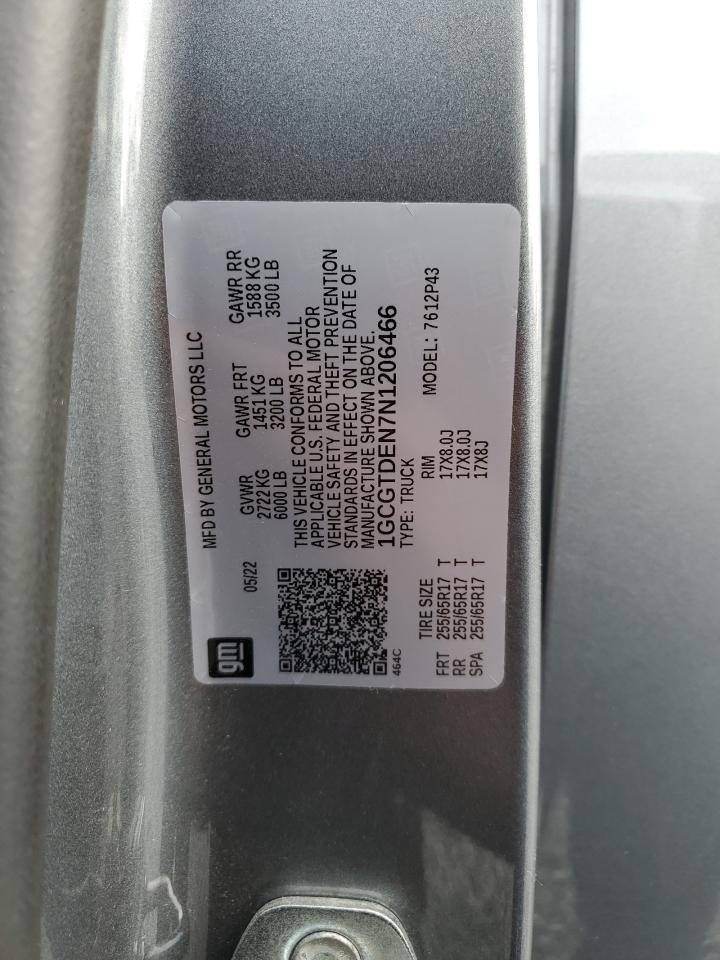 gm
MFD BY GENERAL MOTORS LLC
05/22
GVWR GAWR FRT GAWR RR
2722 KG 1451 KG 1588 KG
6000 LB 3200 LB 3500 LB
THIS VEHICLE CONFORMS TO ALL
APPLICABLE U.S. FEDERAL MOTOR
VEHICLE SAFETY AND THEFT PREVENTION
STANDARDS IN EFFECT ON THE DATE OF
MANUFACTURE SHOWN ABOVE.
1GCGTDEN7N1206466
464C
TYPE: TRUCK MODEL: 7612P43
TIRE SIZE RIM
FRT 255/65R17 T 17X8.0J
RR 255/65R17 T 17X8.0J
SPA 255/65R17 T 17X8J